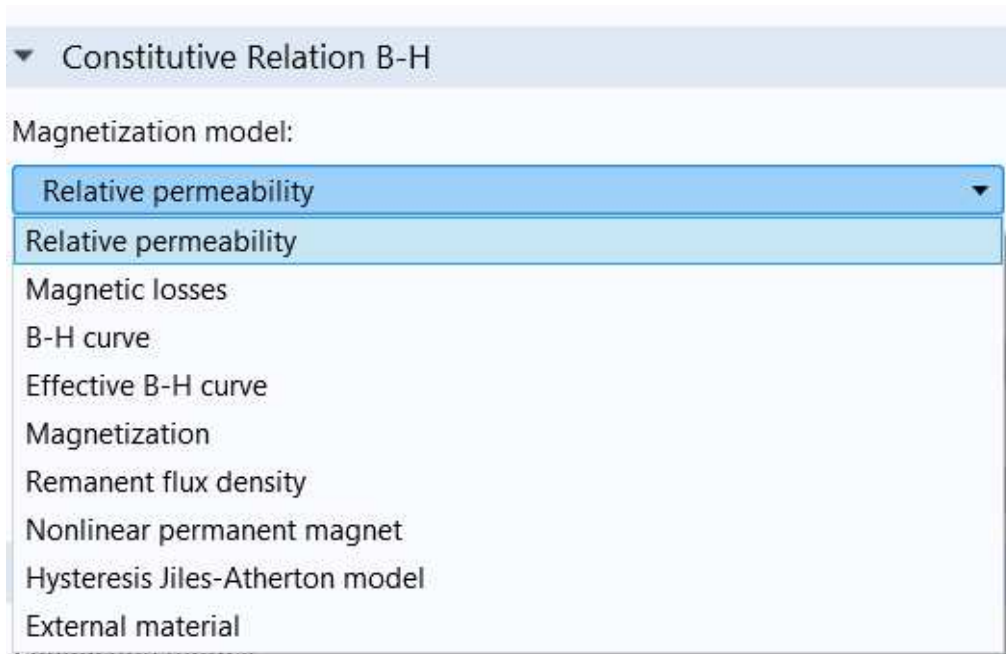 Constitutive Relation B-H
Magnetization model:
Relative permeability
Relative permeability
Magnetic losses
B-H curve
Effective B-H curve
Magnetization
Remanent flux density
Nonlinear permanent magnet
Hysteresis Jiles-Atherton model
External material